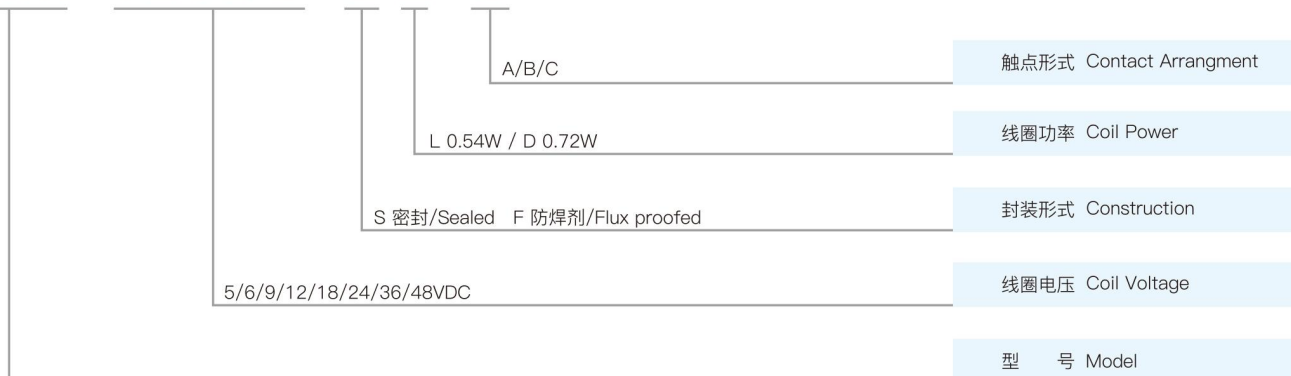 A/B/C
触点形式 Contact Arrangment
L 0.54W / D 0.72W
线圈功率 Coil Power
S 密封/Sealed F 防焊剂/Flux proofed
封装形式 Construction
5/6/9/12/18/24/36/48VDC
线圈电压 Coil Voltage
型 号 Model